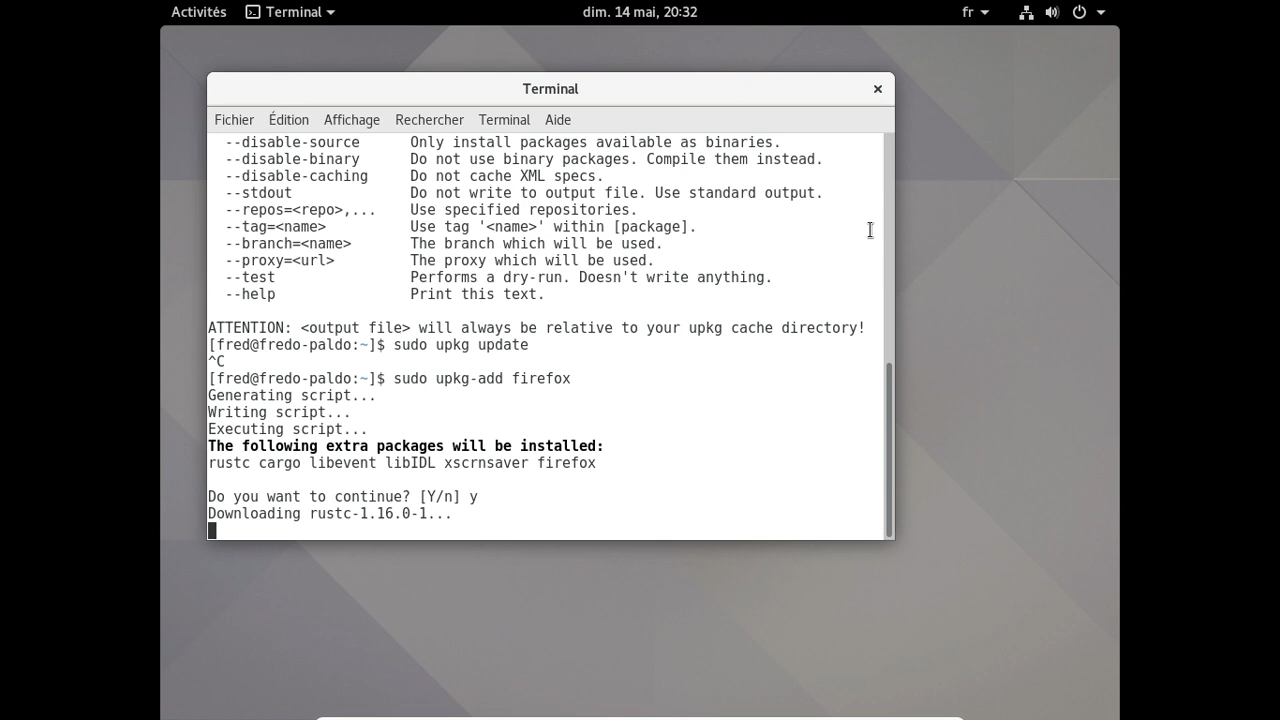 Activités Terminal dim. 14 mai, 20:32 fr
Terminal
Fichier Édition Affichage Rechercher Terminal Aide
--disable-source Only install packages available as binaries.
--disable-binary Do not use binary packages. Compile them instead.
--disable-caching Do not cache XML specs.
--stdout Do not write to output file. Use standard output.
--repos=<repo>,... Use specified repositories.
--tag=<name> Use tag '<name>' within [package].
--branch=<name> The branch which will be used.
--proxy=<url> The proxy which will be used.
--test Performs a dry-run. Doesn't write anything.
--help Print this text.
ATTENTION: <output file> will always be relative to your upkg cache directory!
[fred@fredo-paldo:~]$ sudo upkg update
^C
[fred@fredo-paldo:~]$ sudo upkg-add firefox
Generating script...
Writing script...
Executing script...
The following extra packages will be installed:
rustc cargo libevent libIDL xscrnsaver firefox
Do you want to continue? [Y/n] y
Downloading rustc-1.16.0-1...